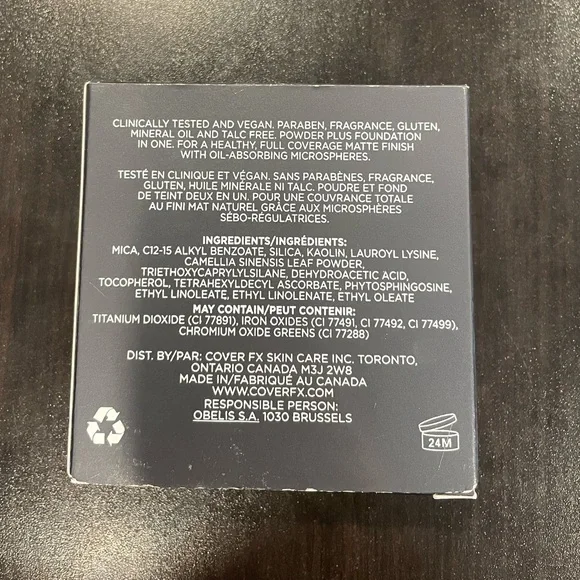 CLINICALLY TESTED AND VEGAN. PARABEN, FRAGRANCE, GLUTEN,
MINERAL OIL AND TALC FREE. POWDER PLUS FOUNDATION
IN ONE. FOR A HEALTHY, FULL COVERAGE MATTE FINISH
WITH OIL-ABSORBING MICROSPHERES.
TESTÉ EN CLINIQUE ET VÉGAN. SANS PARABÈNES, FRAGRANCE,
GLUTEN, HUILE MINÉRALE NI TALC. POUDRE ET FOND
DE TEINT DEUX EN UN. POUR UNE COUVRANCE TOTALE
AU FINI MAT NATUREL GRÂCE AUX MICROSPHÈRES
SÉBO-RÉGULATRICES.
INGREDIENTS/INGRÉDIENTS:
MICA, C12-15 ALKYL BENZOATE, SILICA, KAOLIN, LAUROYL LYSINE,
CAMELLIA SINENSIS LEAF POWDER,
TRIETHOXYCAPRYLYLSILANE, DEHYDROACETIC ACID,
TOCOPHEROL, TETRAHEXYLDECYL ASCORBATE, PHYTOSPHINGOSINE,
ETHYL LINOLEATE, ETHYL LINOLENATE, ETHYL OLEATE
MAY CONTAIN/PEUT CONTENIR:
TITANIUM DIOXIDE (CI 77891), IRON OXIDES (CI 77491, CI 77492, CI 77499),
CHROMIUM OXIDE GREENS (CI 77288)
DIST. BY/PAR: COVER FX SKIN CARE INC. TORONTO,
ONTARIO CANADA M3J 2W8
MADE IN/FABRIQUÉ AU CANADA
WWW.COVERFX.COM
RESPONSIBLE PERSON:
OBELIS S.A. 1030 BRUSSELS
24M